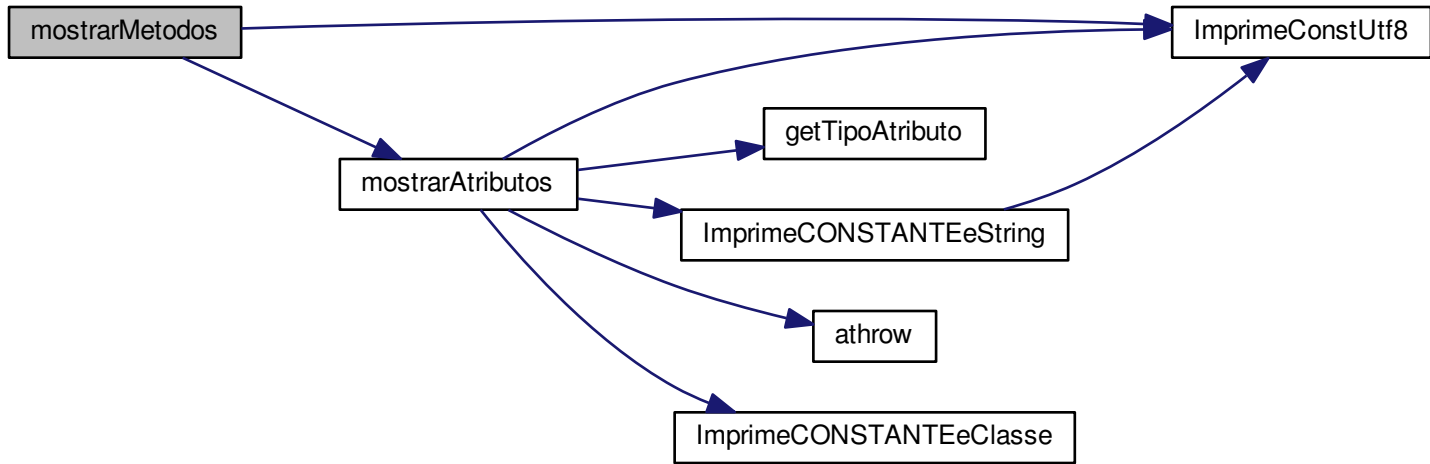 mostrarMetodos
ImprimeConstUtf8
getTipoAtributo
mostrarAtributos
ImprimeCONSTANTEeString
athrow
ImprimeCONSTANTEeClasse